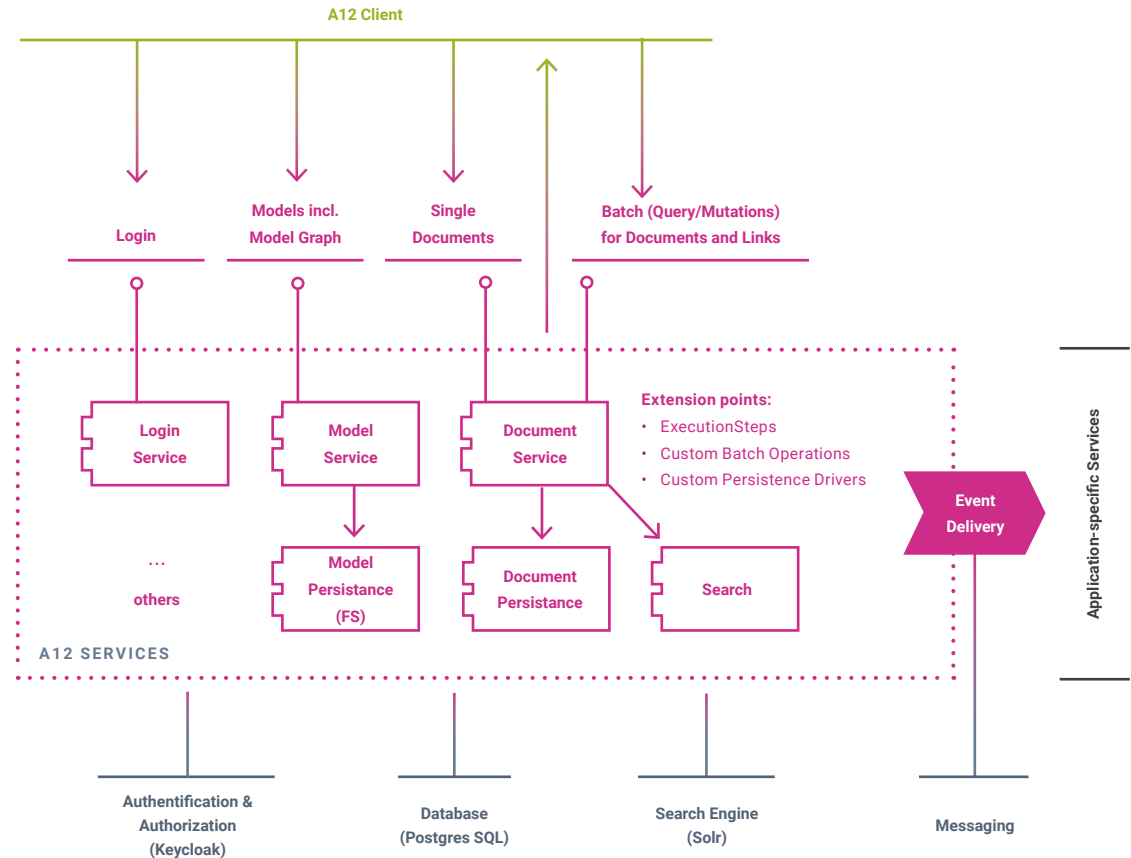 A12 Client
Login
Models incl.
Model Graph
Single
Documents
Batch (Query/Mutations)
for Documents and Links
Login
Service
Model
Service
Document
Service
Extension points:
• ExecutionSteps
• Custom Batch Operations
• Custom Persistence Drivers
Event
Delivery
Application-specific Services
...
others
Model
Persistance
(FS)
Document
Persistance
Search
A12 SERVICES
Authentification &
Authorization
(Keycloak)
Database
(Postgres SQL)
Search Engine
(Solr)
Messaging